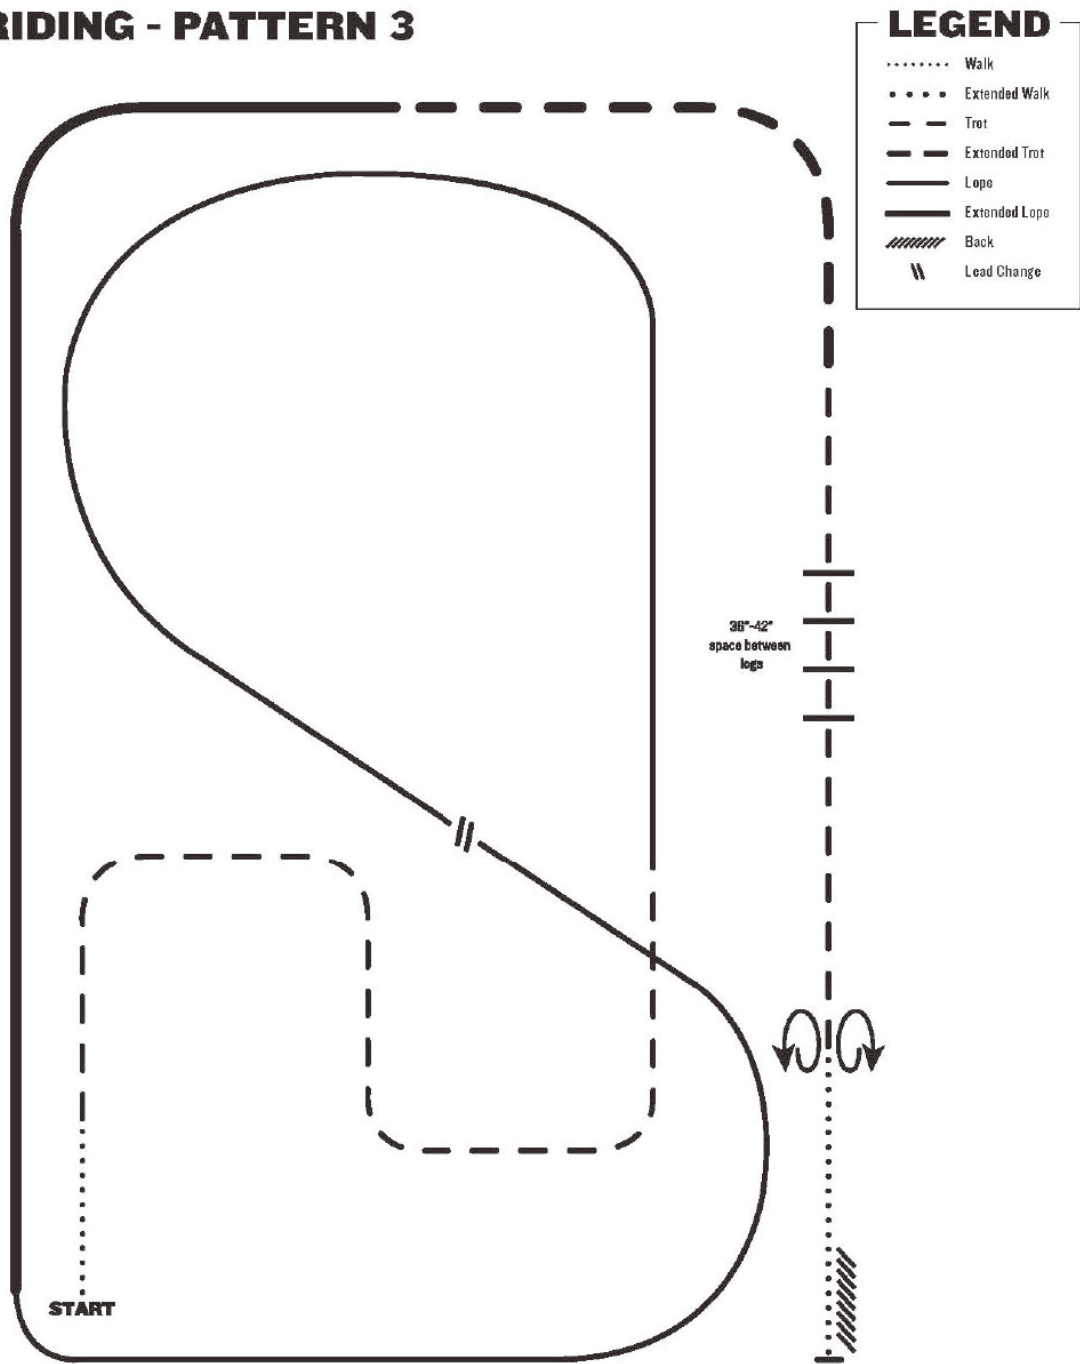 RIDING - PATTERN 3
LEGEND
Walk
Extended Walk
Trot
Extended Trot
Lope
Extended Lope
Back
Lead Change
36"-42"
space between
logs
START